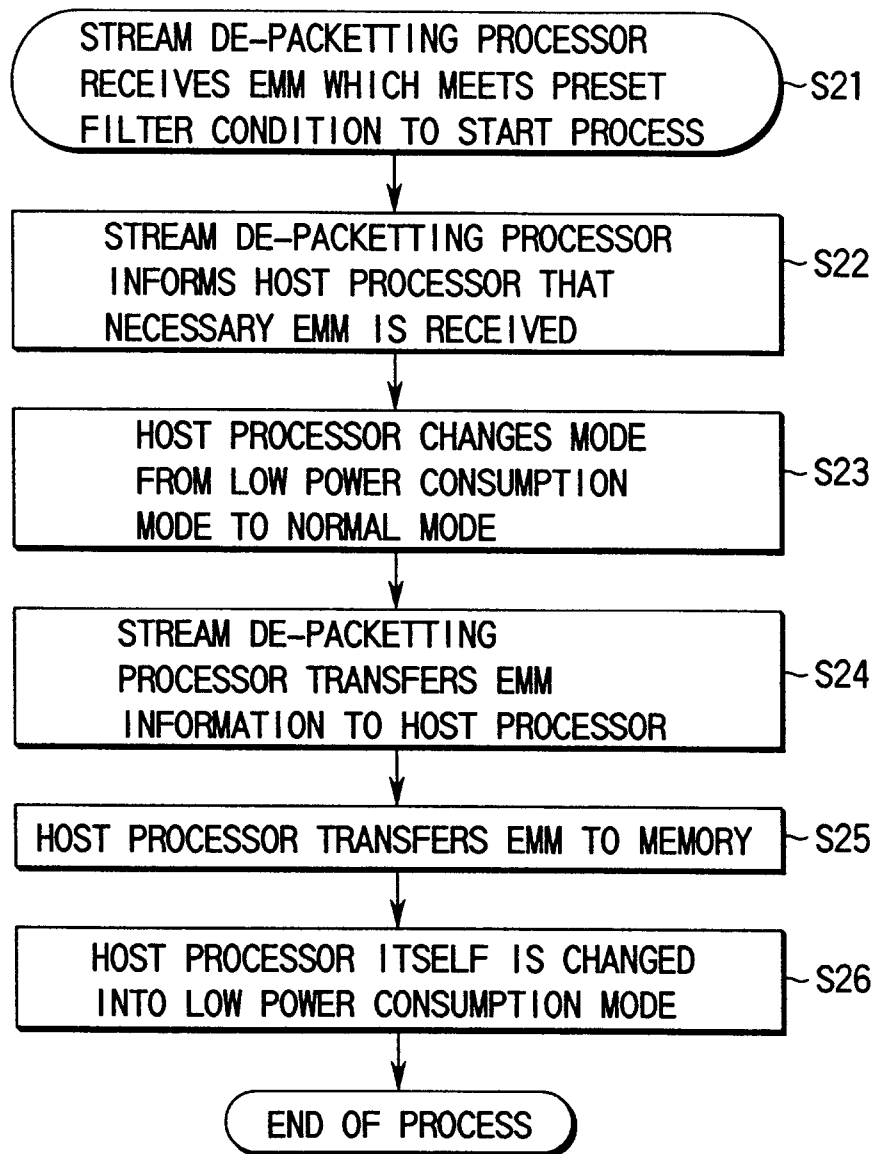 STREAM DE-PACKETTING PROCESSOR
RECEIVES EMM WHICH MEETS PRESET
FILTER CONDITION TO START PROCESS
S21
STREAM DE-PACKETTING PROCESSOR
INFORMS HOST PROCESSOR THAT
NECESSARY EMM IS RECEIVED
S22
HOST PROCESSOR CHANGES MODE
FROM LOW POWER CONSUMPTION
MODE TO NORMAL MODE
S23
STREAM DE-PACKETTING
PROCESSOR TRANSFERS EMM
INFORMATION TO HOST PROCESSOR
S24
HOST PROCESSOR TRANSFERS EMM TO MEMORY
S25
HOST PROCESSOR ITSELF IS CHANGED
INTO LOW POWER CONSUMPTION MODE
S26
END OF PROCESS